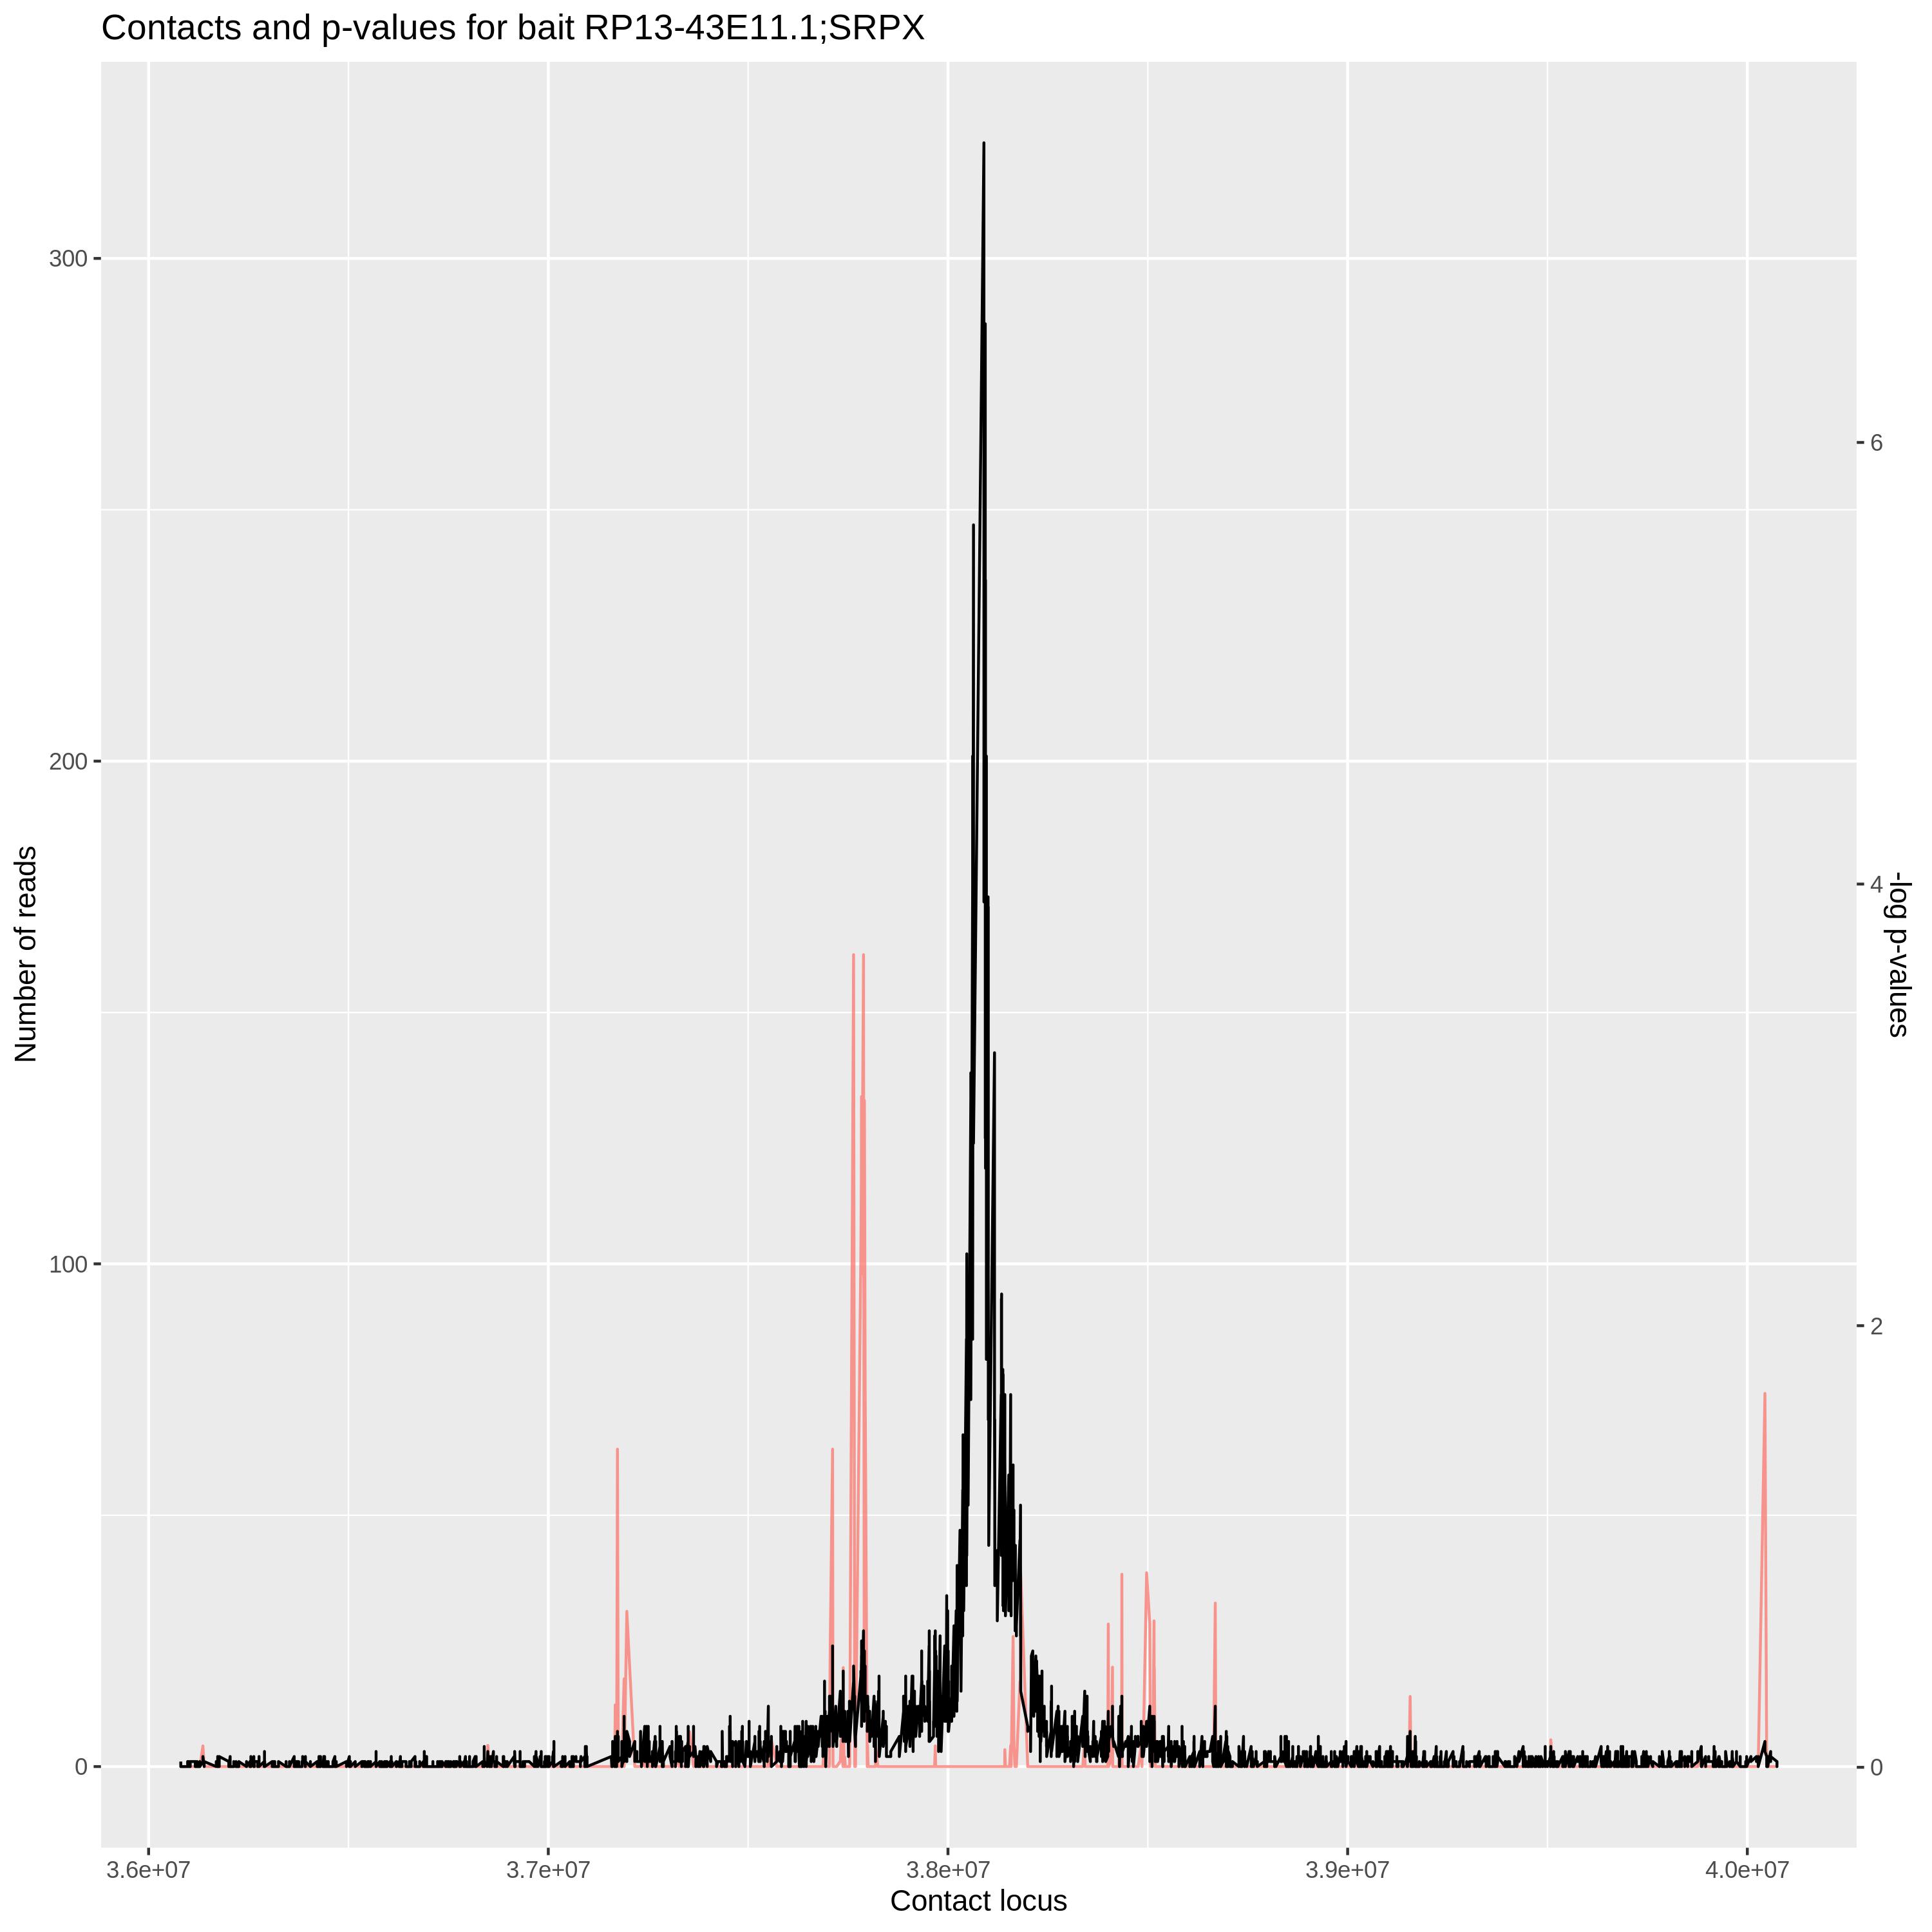 Contacts and p-values for bait RP13-43E11.1;SRPX
300
200
100
0
Number of reads
6
4
2
0
-log p-values
3.6e+07 3.7e+07 3.8e+07 3.9e+07 4.0e+07
Contact locus